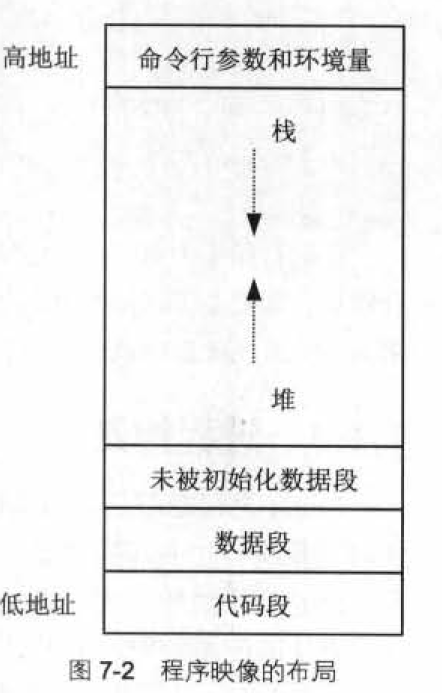 高地址
命令行参数和环境量
栈
堆
未被初始化数据段
数据段
低地址
代码段
图 7-2 程序映像的布局